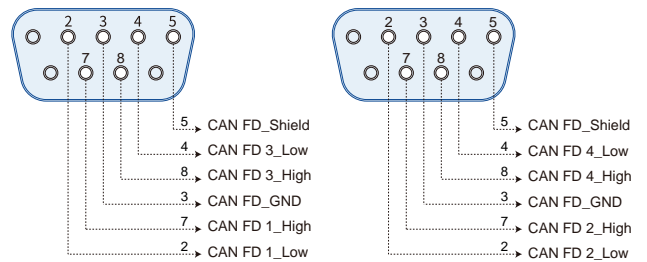 2 3 4 5
7 8
5 CAN FD_Shield
4 CAN FD 3_Low
8 CAN FD 3_High
3 CAN FD_GND
7 CAN FD 1_High
2 CAN FD 1_Low
2 3 4 5
7 8
5 CAN FD_Shield
4 CAN FD 4_Low
8 CAN FD 4_High
3 CAN FD_GND
7 CAN FD 2_High
2 CAN FD 2_Low